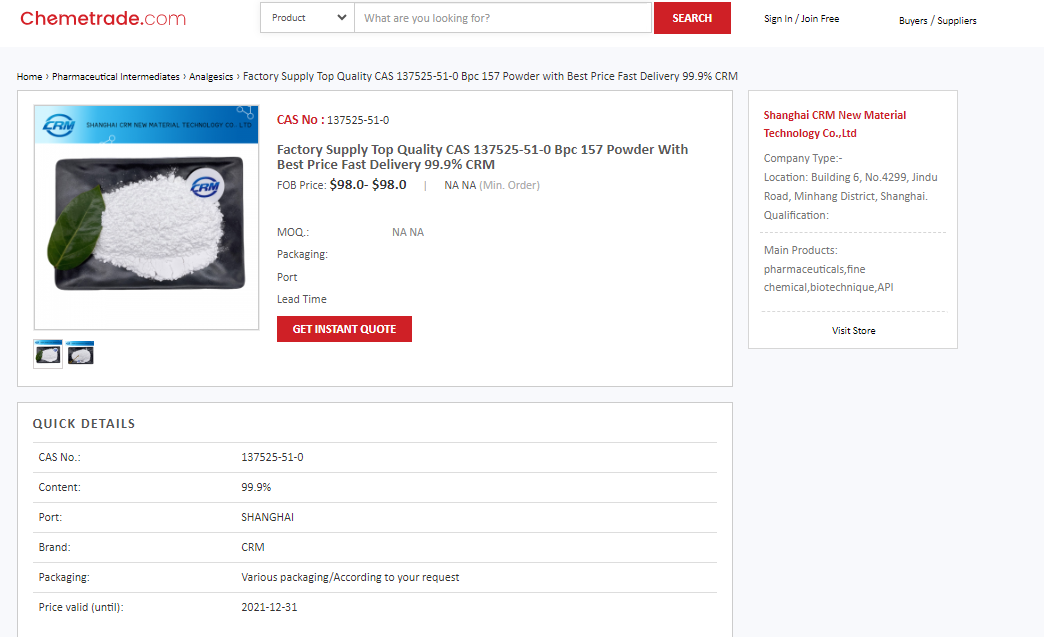 Chemetrade.com
Product
What are you looking for?
SEARCH
Sign In / Join Free
Buyers / Suppliers
Home › Pharmaceutical Intermediates › Analgesics › Factory Supply Top Quality CAS 137525-51-0 Bpc 157 Powder with Best Price Fast Delivery 99.9% CRM
CRM SHANGHAI CRM NEW MATERIAL TECHNOLOGY CO., LTD
CRM
CAS No : 137525-51-0
Factory Supply Top Quality CAS 137525-51-0 Bpc 157 Powder With
Best Price Fast Delivery 99.9% CRM
FOB Price: $98.0- $98.0 | NA NA (Min. Order)
MOQ.: NA NA
Packaging:
Port
Lead Time
GET INSTANT QUOTE
Shanghai CRM New Material
Technology Co.,Ltd
Company Type:-
Location: Building 6, No.4299, Jindu
Road, Minhang District, Shanghai.
Qualification:
Main Products:
pharmaceuticals,fine
chemical,biotechnique,API
Visit Store
QUICK DETAILS
CAS No.: 137525-51-0
Content: 99.9%
Port: SHANGHAI
Brand: CRM
Packaging: Various packaging/According to your request
Price valid (until): 2021-12-31